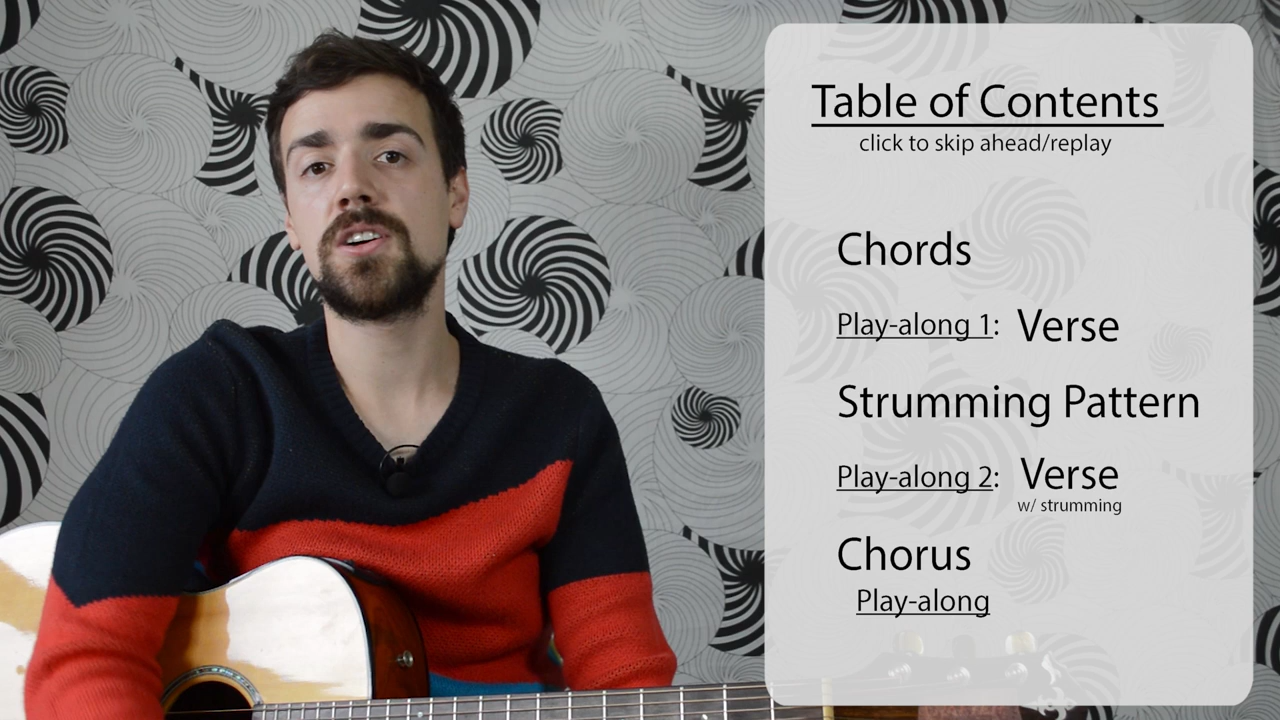 Table of Contents
click to skip ahead/replay
Chords
Play-along 1: Verse
Strumming Pattern
Play-along 2: Verse
w/ strumming
Chorus
Play-along